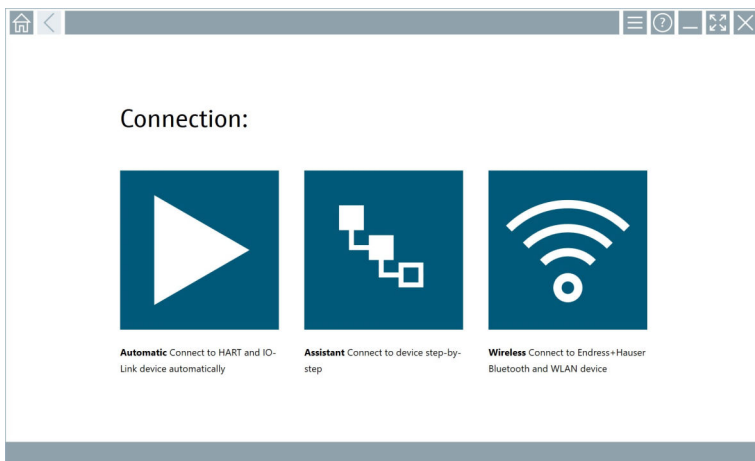 Connection:
Automatic Connect to HART and IO-
Link device automatically
Assistant Connect to device step-by-
step
Wireless Connect to Endress+Hauser
Bluetooth and WLAN device